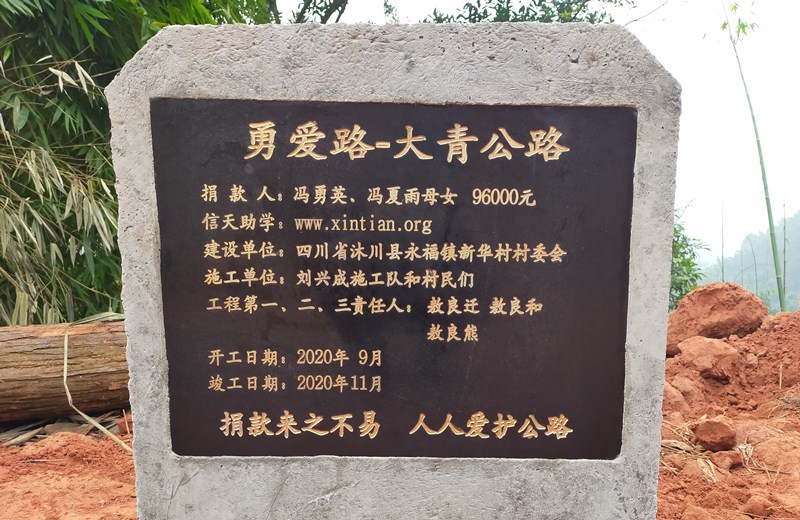 勇爱路-大青公路
捐款人：冯勇英、冯夏雨母女 96000元
信天助学：www.xintian.org
建设单位：四川省沐川县永福镇新华村村委会
施工单位：刘兴成施工队和村民们
工程第一、二、三责任人：敖良迁 敖良和
敖良熊
开工日期：2020年 9月
竣工日期：2020年11月
捐款来之不易 人人爱护公路